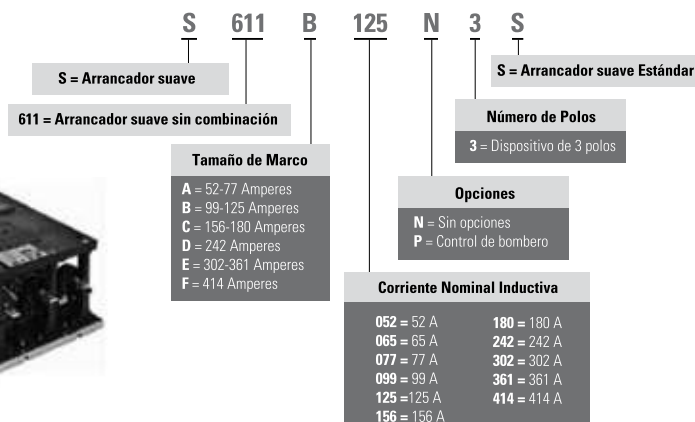 S 611 B 125 N 3 S
S = Arrancador suave
S = Arrancador suave Estándar
611 = Arrancador suave sin combinación
Número de Polos
3 = Dispositivo de 3 polos
Tamaño de Marco
A = 52-77 Amperes
B = 99-125 Amperes
C = 156-180 Amperes
D = 242 Amperes
E = 302-361 Amperes
F = 414 Amperes
Opciones
N = Sin opciones
P = Control de bombero
Corriente Nominal Inductiva
052 = 52 A
065 = 65 A
077 = 77 A
099 = 99 A
125 =125 A
156 = 156 A
180 = 180 A
242 = 242 A
302 = 302 A
361 = 361 A
414 = 414 A